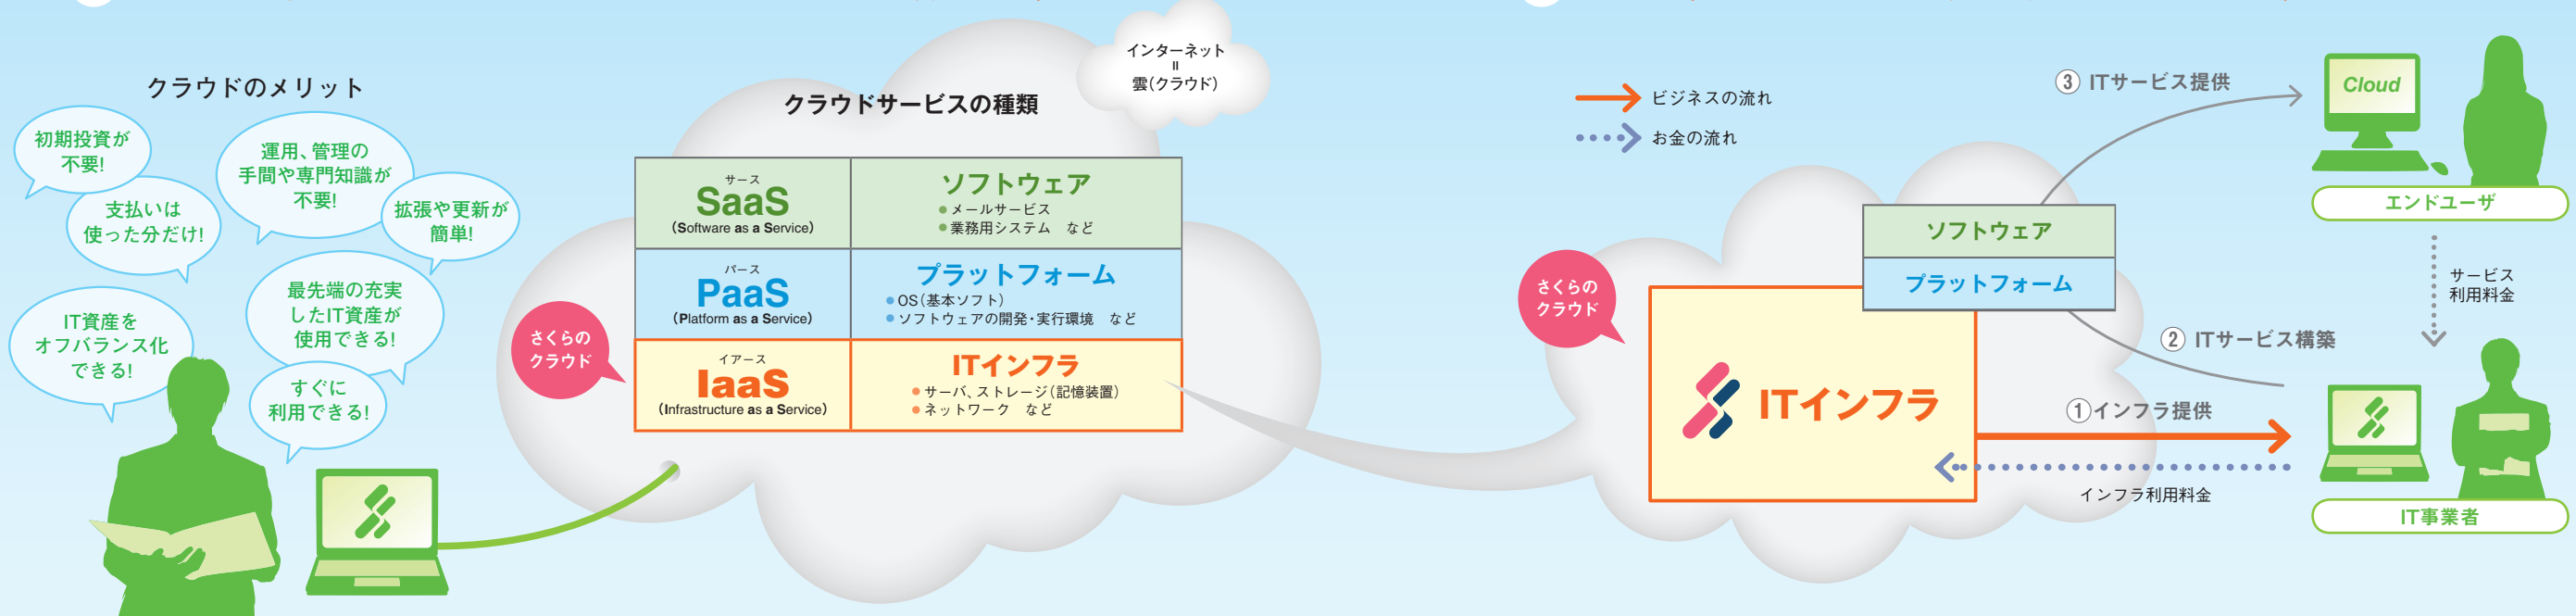 クラウドのメリット
初期投資が
不要!
運用、管理の
手間や専門知識が
不要!
支払いは
使った分だけ!
拡張や更新が
簡単!
最先端の充実
したIT資産が
使用できる!
IT資産を
オフバランス化
できる!
すぐに
利用できる!
インターネット
=
雲(クラウド)
クラウドサービスの種類
サース
SaaS
(Software as a Service)
ソフトウェア
●メールサービス
●業務用システム など
パース
PaaS
(Platform as a Service)
プラットフォーム
●OS(基本ソフト)
●ソフトウェアの開発・実行環境 など
さくらの
クラウド
イアース
IaaS
(Infrastructure as a Service)
ITインフラ
●サーバ、ストレージ(記憶装置)
●ネットワーク など
ビジネスの流れ
お金の流れ
さくらの
クラウド
ソフトウェア
プラットフォーム
ITインフラ
③ ITサービス提供
Cloud
エンドユーザ
サービス
利用料金
② ITサービス構築
①インフラ提供
インフラ利用料金
IT事業者